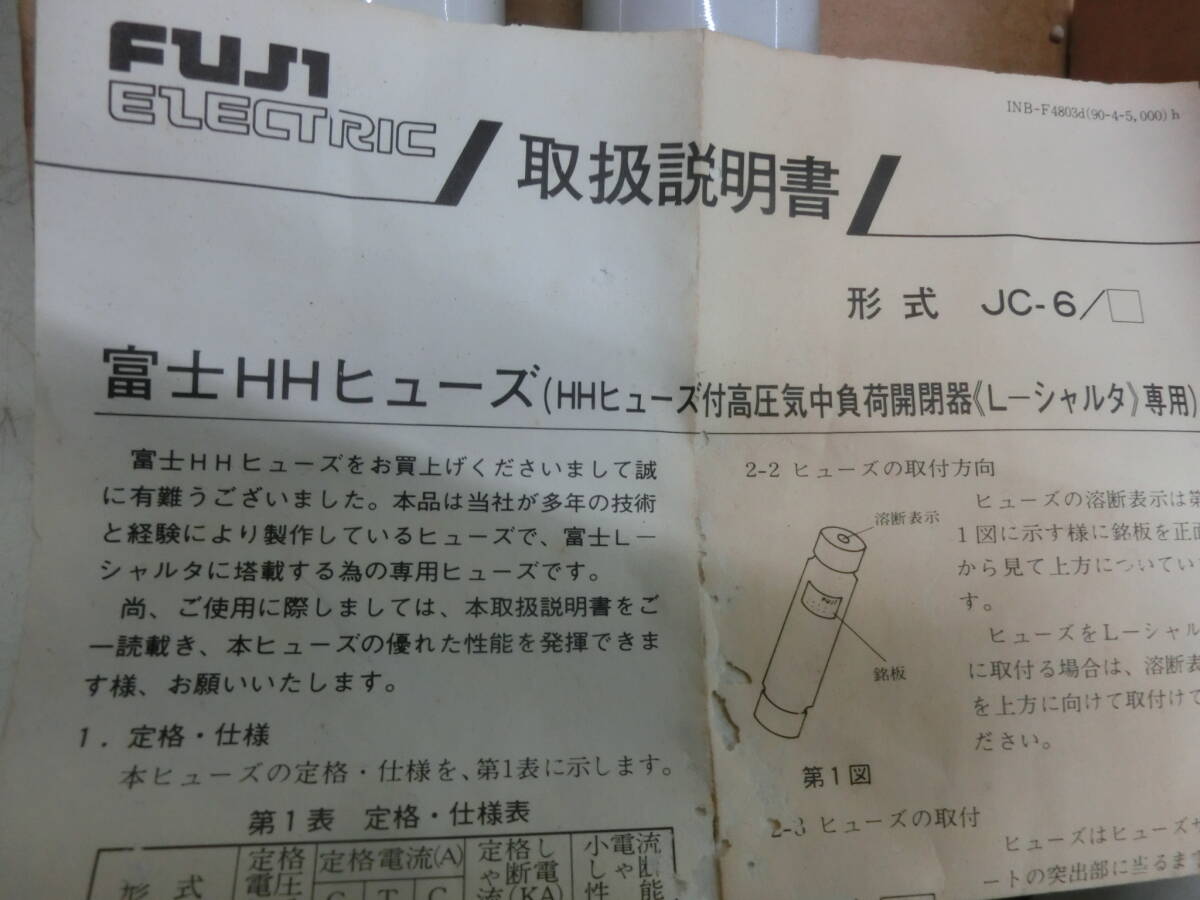 FUJI
ELECTRIC
取扱説明書
INB-F4803d(90-4-5,000)h
形式 JC-6/□
富士HHヒューズ(HHヒューズ付高圧気中負荷開閉器《Lーシャルタ》専用)
富士HHヒューズをお買上げくださいまして誠
に有難うございました。本品は当社が多年の技術
と経験により製作しているヒューズで、富士Lー
シャルタに塔載する為の専用ヒューズです。
尚、ご使用に際しましては、本取扱説明書をご
一読載き、本ヒューズの優れた性能を発揮できま
す様、お願いいたします。
1．定格・仕様
本ヒューズの定格・仕様を、第1表に示します。
第1表 定格・仕様表
形式
定格
電圧
定格電流(A)
G T C
定格し
ゃ断電
流(KA)
小電流
しゃ断
性能
2-2 ヒューズの取付方向
溶断表示
銘板
第1図
ヒューズの溶断表示は第
1図に示す様に銘板を正面
から見て上方についてい
す。
ヒューズをLーシャル
に取付る場合は、溶断表
を上方に向けて取付けて
ださい。
2-3 ヒューズの取付
ヒューズはヒューズサ
ートの突出部に当るま